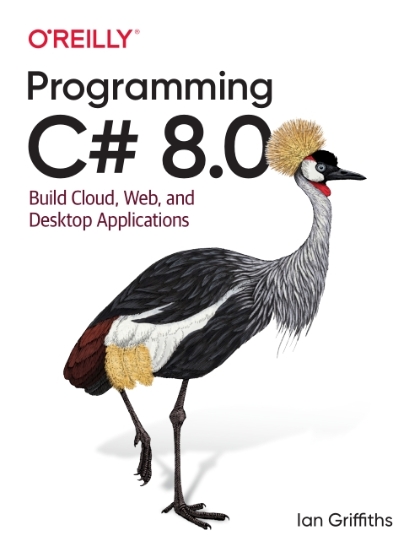 O'REILLY®
Programming
C# 8.0
Build Cloud, Web, and
Desktop Applications
Ian Griffiths